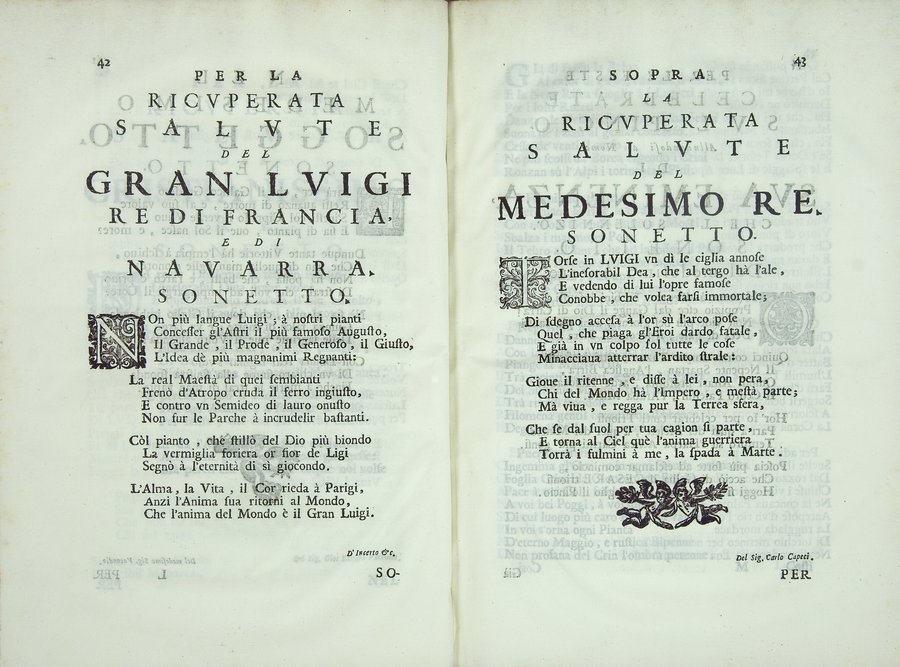 42
PER LA
RICVPERATA
SALVTE
DEL
GRAN LVIGI
RE DI FRANCIA,
E DI
NAVARRA.
SONETTO.
NOn più langue Luigi; à nostri pianti
Concesser gl'Astri il più famoso Augusto,
Il Grande, il Prode, il Generoso, il Giusto,
L'Idea dè più magnanimi Regnanti:
La real Maestà di quei sembianti
Frenò d'Atropo cruda il ferro ingiusto,
E contro vn Semideo di lauro onusto
Non fur le Parche à incrudelir bastanti.
Còl pianto, che stillò del Dio più biondo
La vermiglia foriera or fior de Ligi
Segnò à l'eternità dì sì giocondo.
L'Alma, la Vita, il Cor rieda à Parigi,
Anzi l'Anima sua ritorni al Mondo,
Che l'anima del Mondo è il Gran Luigi.
D'Incerto &c.
SO-
43
SOPRA
LA
RICVPERATA
SALVTE
DEL
MEDESIMO RE.
SONETTO.
TOrse in LVIGI vn dì le ciglia annose
L'inesorabil Dea, che al tergo hà l'ale,
E vedendo di lui l'opre famose
Conobbe, che volea farsi immortale;
Di sdegno accesa à l'or sù l'arco pose
Quel, che piaga gl'Eroi dardo fatale,
E già in vn colpo sol tutte le cose
Minacciaua atterrar l'ardito strale:
Gioue il ritenne, e disse à lei, non pera,
Chi del Mondo hà l'Impero, e mestà parte;
Mà viua, e regga pur la Terrea sfera,
Che se dal suol per tua cagion si parte,
E torna al Ciel què l'anima guerriera
Torrà i fulmini à me, la spada à Marte.
Del Sig. Carlo Capeci.
PER